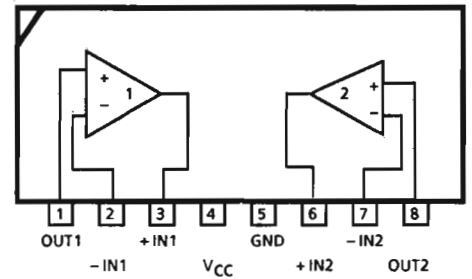 + 1 −
2 + −
1 2 3 4 5 6 7 8
OUT1 + IN1 GND − IN2
− IN1 VCC + IN2 OUT2